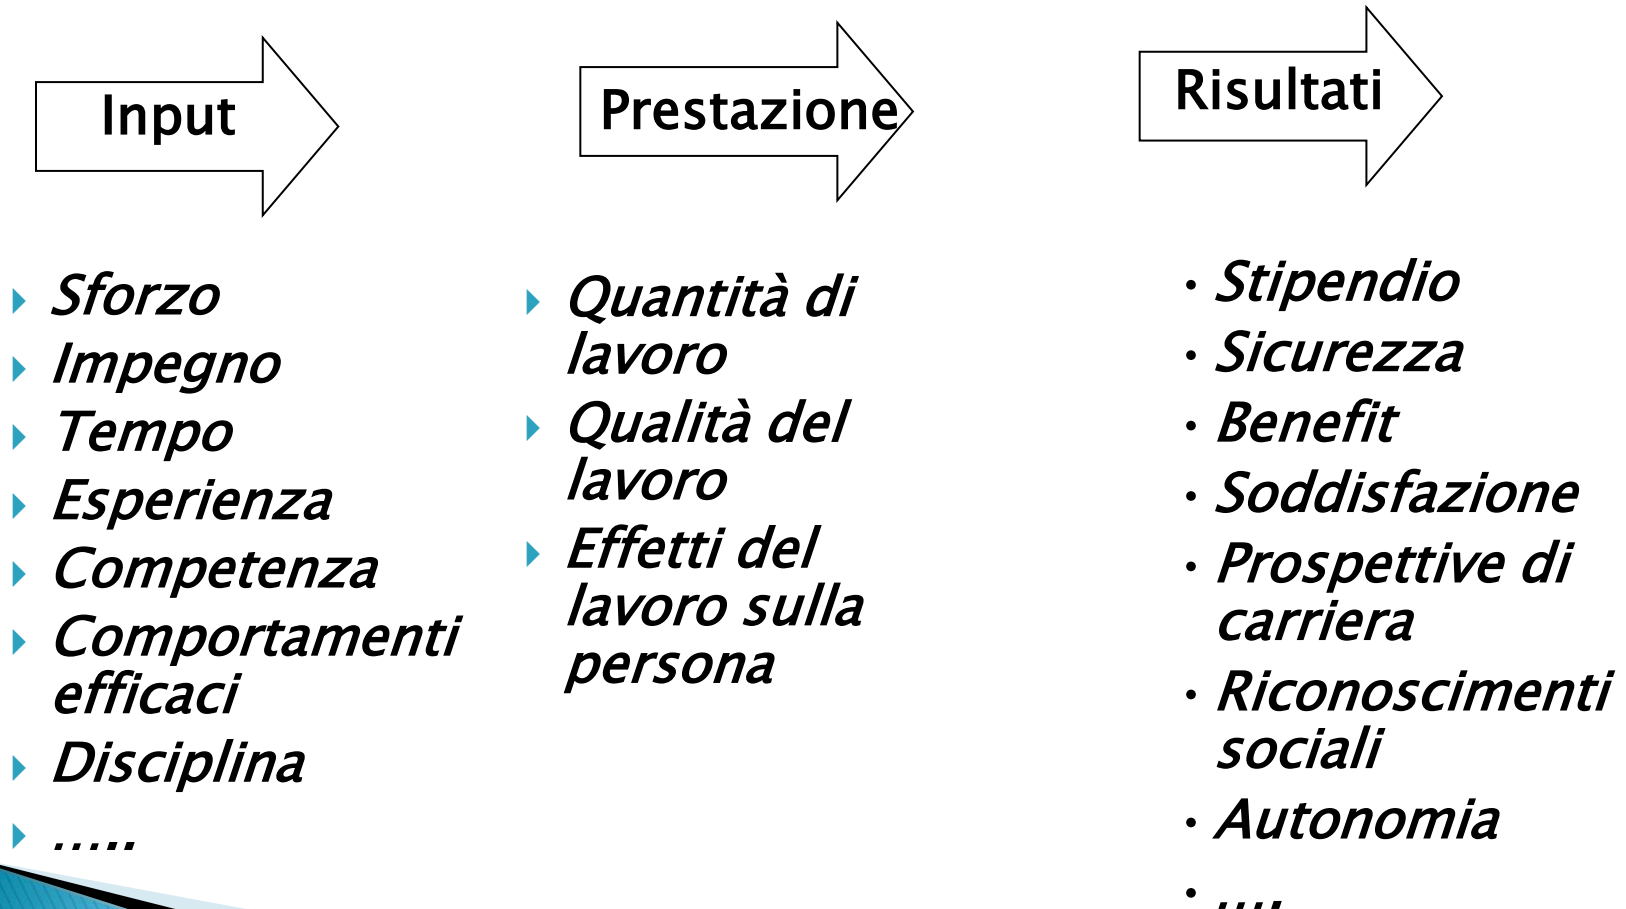 Input
Sforzo
Impegno
Tempo
Esperienza
Competenza
Comportamenti
efficaci
Disciplina
.....
Prestazione
Quantità di
lavoro
Qualità del
lavoro
Effetti del
lavoro sulla
persona
Risultati
Stipendio
Sicurezza
Benefit
Soddisfazione
Prospettive di
carriera
Riconoscimenti
sociali
Autonomia
....